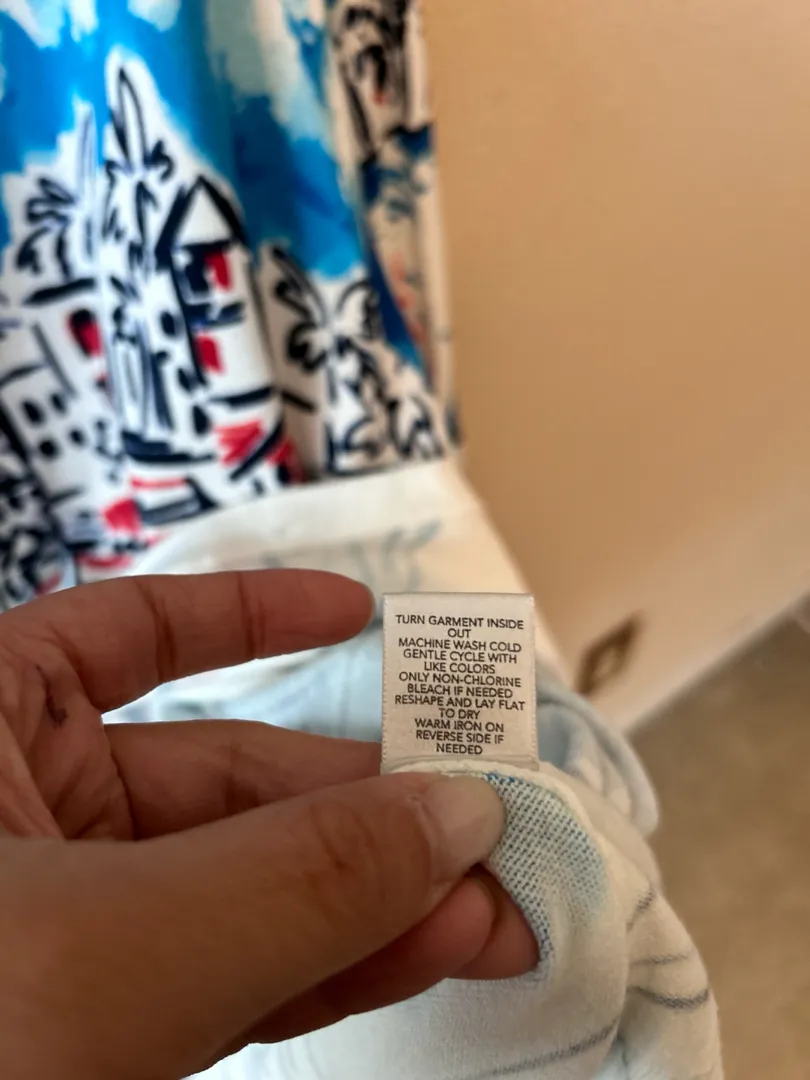 TURN GARMENT INSIDE
OUT
MACHINE WASH COLD
GENTLE CYCLE WITH
LIKE COLORS
ONLY NON-CHLORINE
BLEACH IF NEEDED
RESHAPE AND LAY FLAT
TO DRY
WARM IRON ON
REVERSE SIDE IF
NEEDED